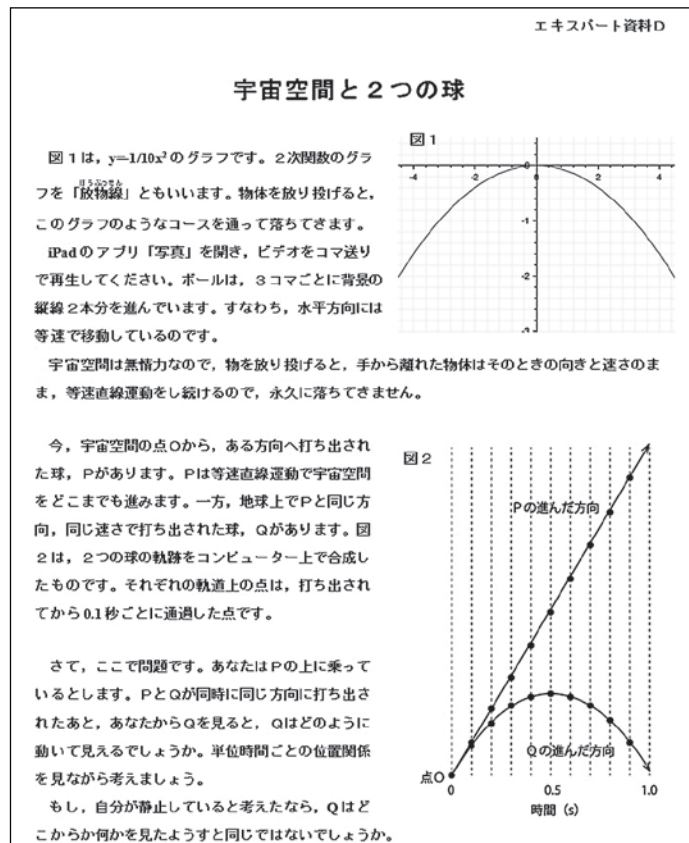 エキスパート資料D
宇宙空間と2つの球
図1は,y=-1/10x²のグラフです。2次関数のグラ
フを「放物線」ともいいます。物体を放り投げると,
ほうぶつせん
このグラフのようなコースを通って落ちてきます。
iPadのアプリ「写真」を開き,ビデオをコマ送り
で再生してください。ボールは,3コマごとに背景の
縦線2本分を進んでいます。すなわち,水平方向には
等速で移動しているのです。
図1
-4
-2
0
2
4
0
-1
-2
-3
宇宙空間は無惰力なので,物を放り投げると,手から離れた物体はそのときの向きと速さのま
ま,等速直線運動をし続けるので,永久に落ちてきません。
今,宇宙空間の点Oから,ある方向へ打ち出され
た球,Pがあります。Pは等速直線運動で宇宙空間
をどこまでも進みます。一方,地球上でPと同じ方
向,同じ速さで打ち出された球,Qがあります。図
2は,2つの球の軌跡をコンピューター上で合成し
たものです。それぞれの軌道上の点は,打ち出され
てから0.1秒ごとに通過した点です。
さて,ここで問題です。あなたはPの上に乗って
いるとします。PとQが同時に同じ方向に打ち出さ
れたあと,あなたからQを見ると,Qはどのように
動いて見えるでしょうか。単位時間ごとの位置関係
を見ながら考えましょう。
もし,自分が静止していると考えたなら,Qはど
こからか何かを見たようすと同じではないでしょうか。
図2
Pの進んだ方向
Qの進んだ方向
点O
0
0.5
1.0
時間(s)